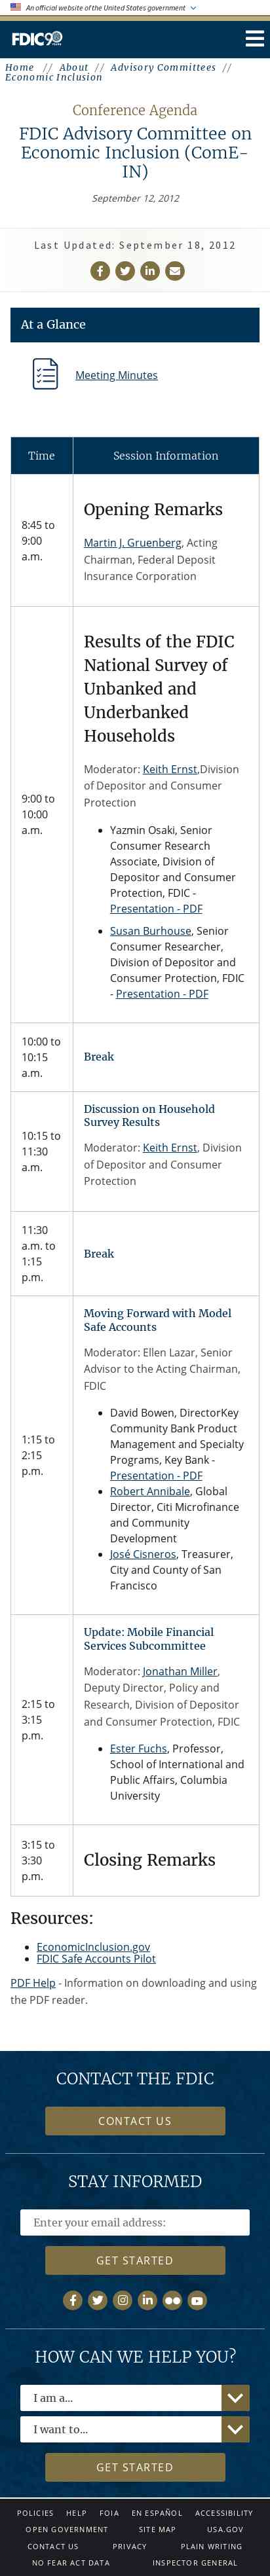 An official website of the United States government
FDIC 90
Home // About // Advisory Committees //
Economic Inclusion
Conference Agenda
FDIC Advisory Committee on
Economic Inclusion (ComE-
IN)
September 12, 2012
Last Updated: September 18, 2012
At a Glance
Meeting Minutes
Time
Session Information
8:45 to
9:00
a.m.
Opening Remarks
Martin J. Gruenberg, Acting
Chairman, Federal Deposit
Insurance Corporation
9:00 to
10:00
a.m.
Results of the FDIC
National Survey of
Unbanked and
Underbanked
Households
Moderator: Keith Ernst,Division
of Depositor and Consumer
Protection
Yazmin Osaki, Senior
Consumer Research
Associate, Division of
Depositor and Consumer
Protection, FDIC -
Presentation - PDF
Susan Burhouse, Senior
Consumer Researcher,
Division of Depositor and
Consumer Protection, FDIC
- Presentation - PDF
10:00 to
10:15
a.m.
Break
10:15 to
11:30
a.m.
Discussion on Household
Survey Results
Moderator: Keith Ernst, Division
of Depositor and Consumer
Protection
11:30
a.m. to
1:15
p.m.
Break
1:15 to
2:15
p.m.
Moving Forward with Model
Safe Accounts
Moderator: Ellen Lazar, Senior
Advisor to the Acting Chairman,
FDIC
David Bowen, DirectorKey
Community Bank Product
Management and Specialty
Programs, Key Bank -
Presentation - PDF
Robert Annibale, Global
Director, Citi Microfinance
and Community
Development
José Cisneros, Treasurer,
City and County of San
Francisco
2:15 to
3:15
p.m.
Update: Mobile Financial
Services Subcommittee
Moderator: Jonathan Miller,
Deputy Director, Policy and
Research, Division of Depositor
and Consumer Protection, FDIC
Ester Fuchs, Professor,
School of International and
Public Affairs, Columbia
University
3:15 to
3:30
p.m.
Closing Remarks
Resources:
EconomicInclusion.gov
FDIC Safe Accounts Pilot
PDF Help - Information on downloading and using
the PDF reader.
CONTACT THE FDIC
CONTACT US
STAY INFORMED
Enter your email address:
GET STARTED
HOW CAN WE HELP YOU?
I am a...
I want to...
GET STARTED
POLICIES HELP FOIA EN ESPAÑOL ACCESSIBILITY
OPEN GOVERNMENT SITE MAP USA.GOV
CONTACT US PRIVACY PLAIN WRITING
NO FEAR ACT DATA INSPECTOR GENERAL